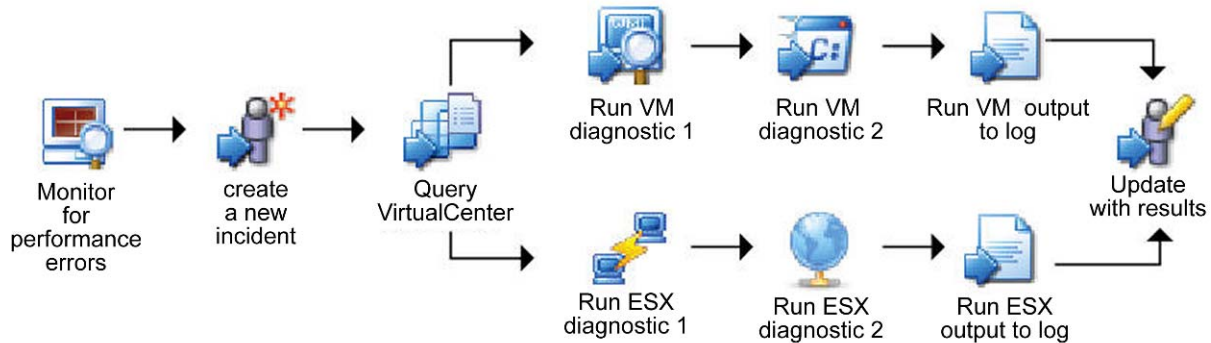 Monitor
for
performance
errors
create
a new
incident
Query
VirtualCenter
Run VM
diagnostic 1
C:
Run VM
diagnostic 2
Run VM output
to log
Run ESX
diagnostic 1
Run ESX
diagnostic 2
Run ESX
output to log
Update
with results